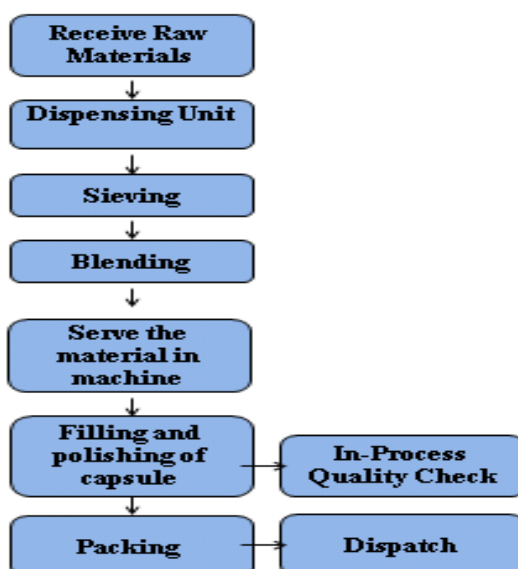 Receive Raw
Materials
Dispensing Unit
Sieving
Blending
Serve the
material in
machine
Filling and
polishing of
capsule
In-Process
Quality Check
Packing
Dispatch